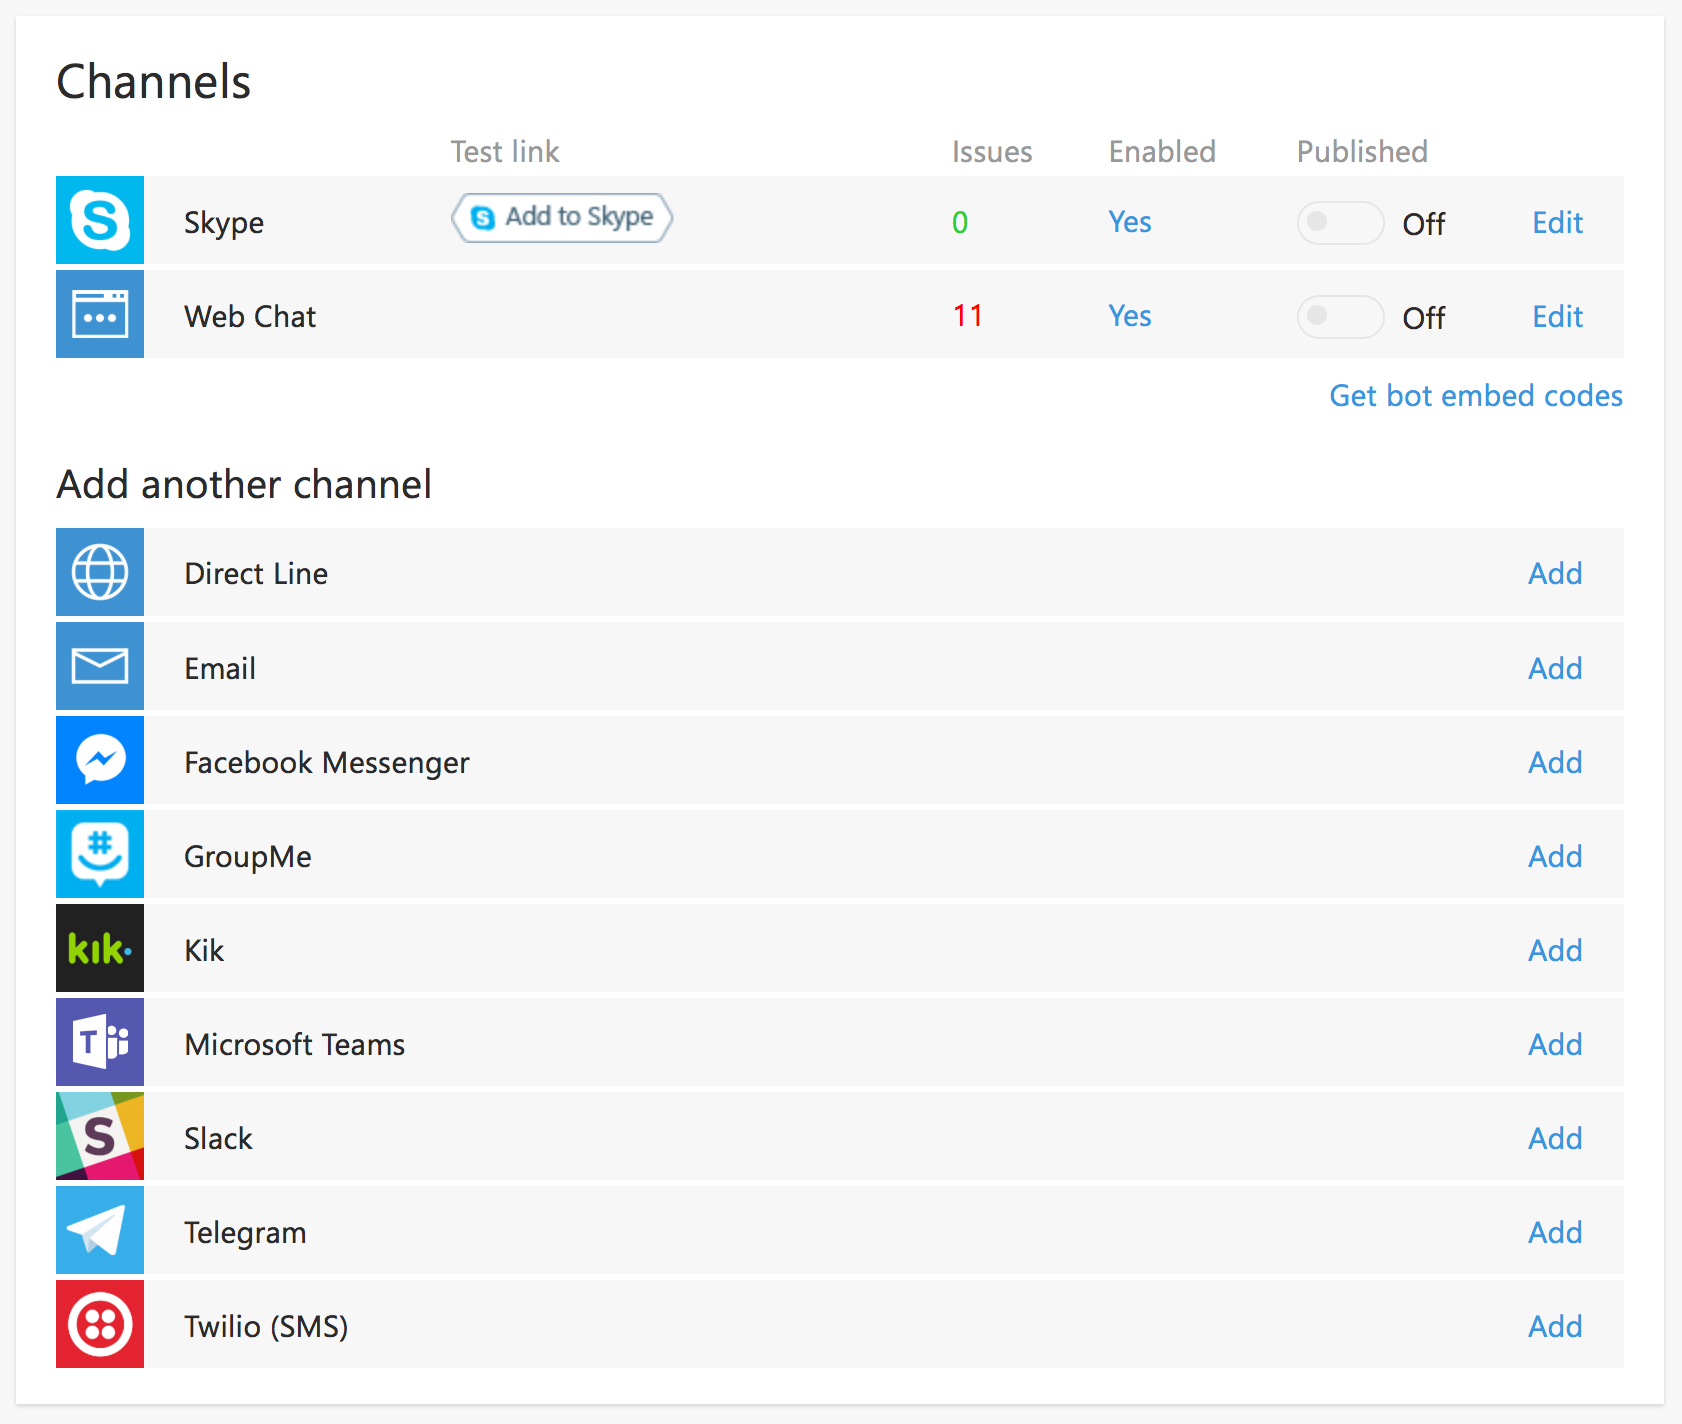 Channels
Test link Issues Enabled Published
Skype Add to Skype 0 Yes Off Edit
Web Chat 11 Yes Off Edit
Get bot embed codes
Add another channel
Direct Line Add
Email Add
Facebook Messenger Add
GroupMe Add
kik Kik Add
T Microsoft Teams Add
S Slack Add
Telegram Add
Twilio (SMS) Add